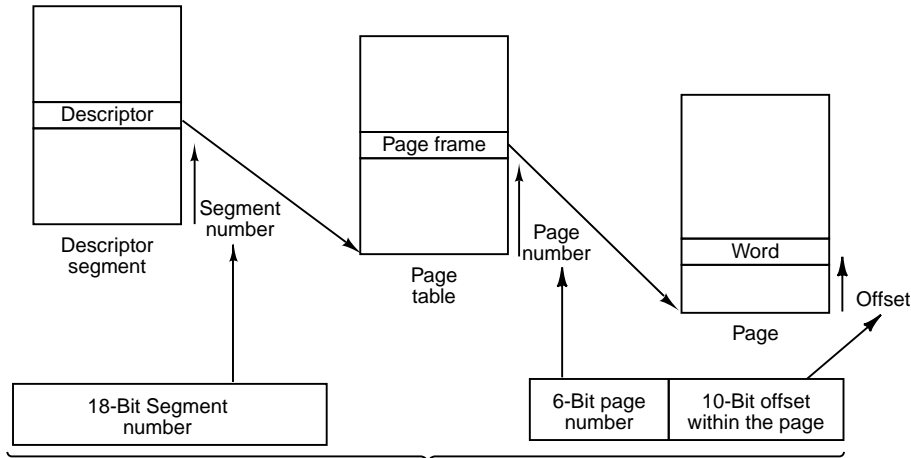 Descriptor
Segment
number
Descriptor
segment
Page frame
Page
number
Page
table
Word
Offset
Page
18-Bit Segment
number
6-Bit page
number
10-Bit offset
within the page